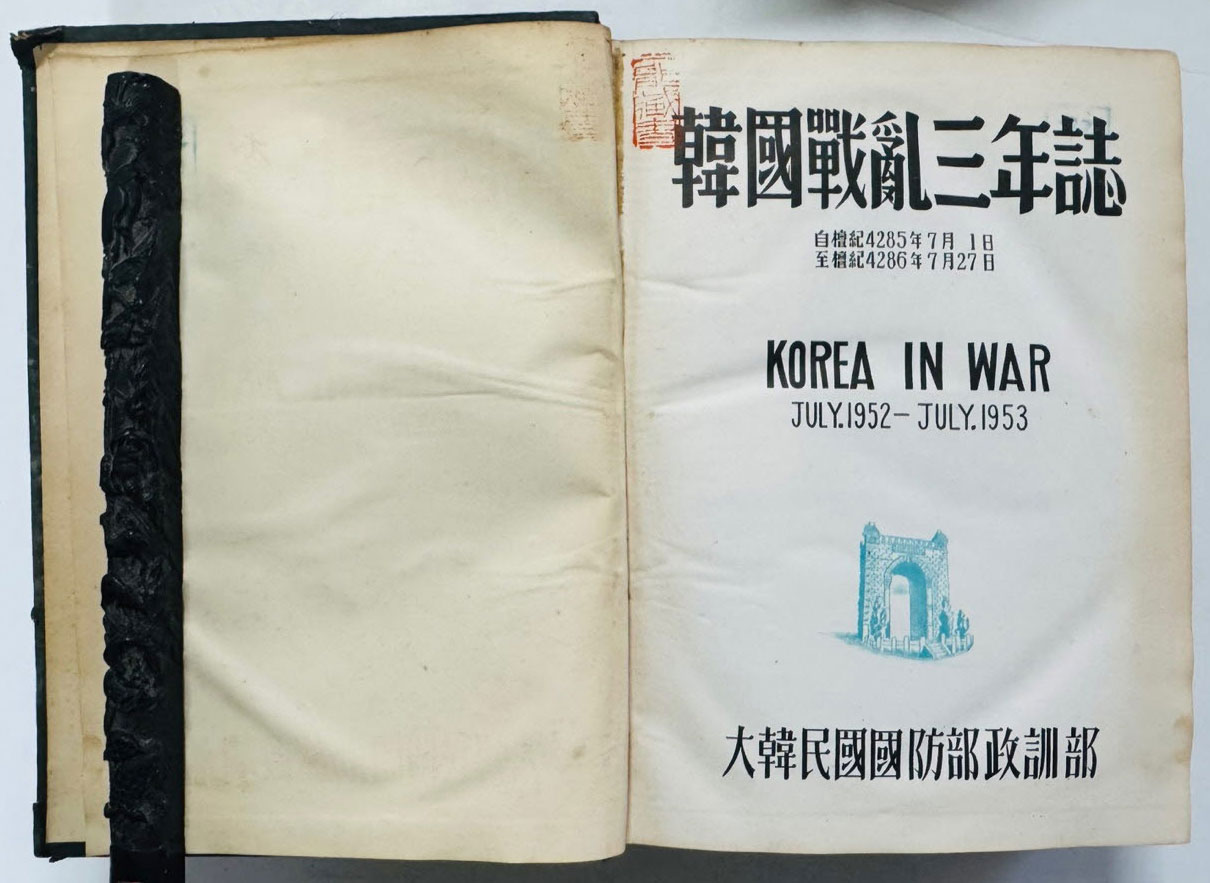 韓國戰亂三年誌
自檀紀4285年7月 1日
至檀紀4286年7月27日
KOREA IN WAR
JULY.1952—JULY.1953
大韓民國國防部政訓部